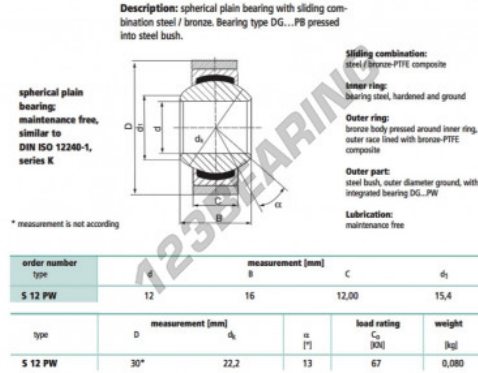 Description: spherical plain bearing with sliding com-
bination steel / bronze. Bearing type DG...PB pressed
into steel bush.
spherical plain
bearing;
maintenance free,
similar to
DIN ISO 12240-1,
series K
* measurement is not according
D
d₁
d
dₖ
C
B
α
Sliding combination:
steel / bronze-PTFE composite
Inner ring:
bearing steel, hardened and ground
Outer ring:
bronze body pressed around inner ring,
outer race lined with bronze-PTFE
composite
Outer part:
steel bush, outer diameter ground, with
integrated bearing DG...PW
Lubrication:
maintenance free
123BEARING
order number measurement [mm]
type d B C d₁
S 12 PW 12 16 12,00 15,4
measurement [mm] load rating weight
type D dₖ α C₀
[°] [KN] [kg]
S 12 PW 30* 22,2 13 67 0,080